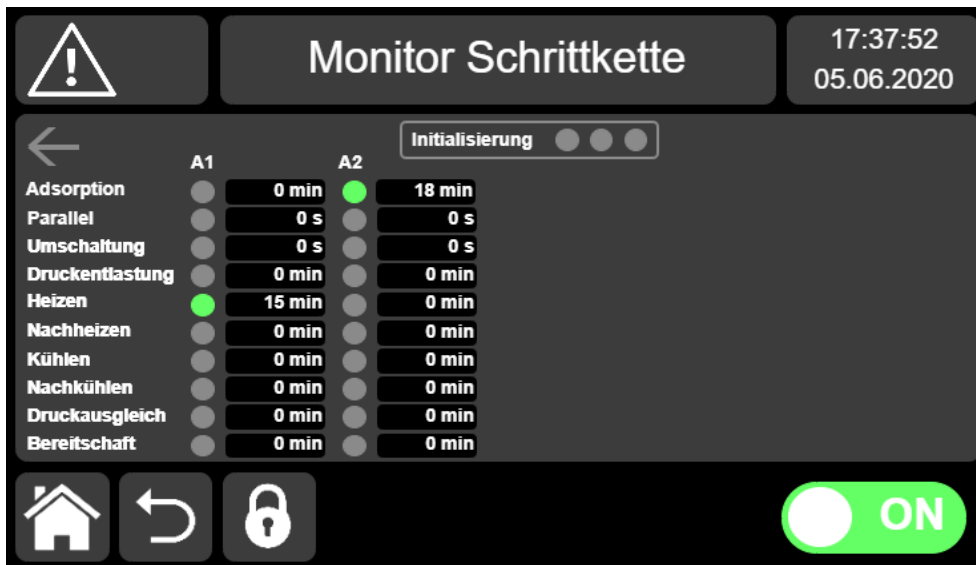 Monitor Schrittkette
17:37:52
05.06.2020
Initialisierung
A1 A2
Adsorption 0 min 18 min
Parallel 0 s 0 s
Umschaltung 0 s 0 s
Druckentlastung 0 min 0 min
Heizen 15 min 0 min
Nachheizen 0 min 0 min
Kühlen 0 min 0 min
Nachkühlen 0 min 0 min
Druckausgleich 0 min 0 min
Bereitschaft 0 min 0 min
ON